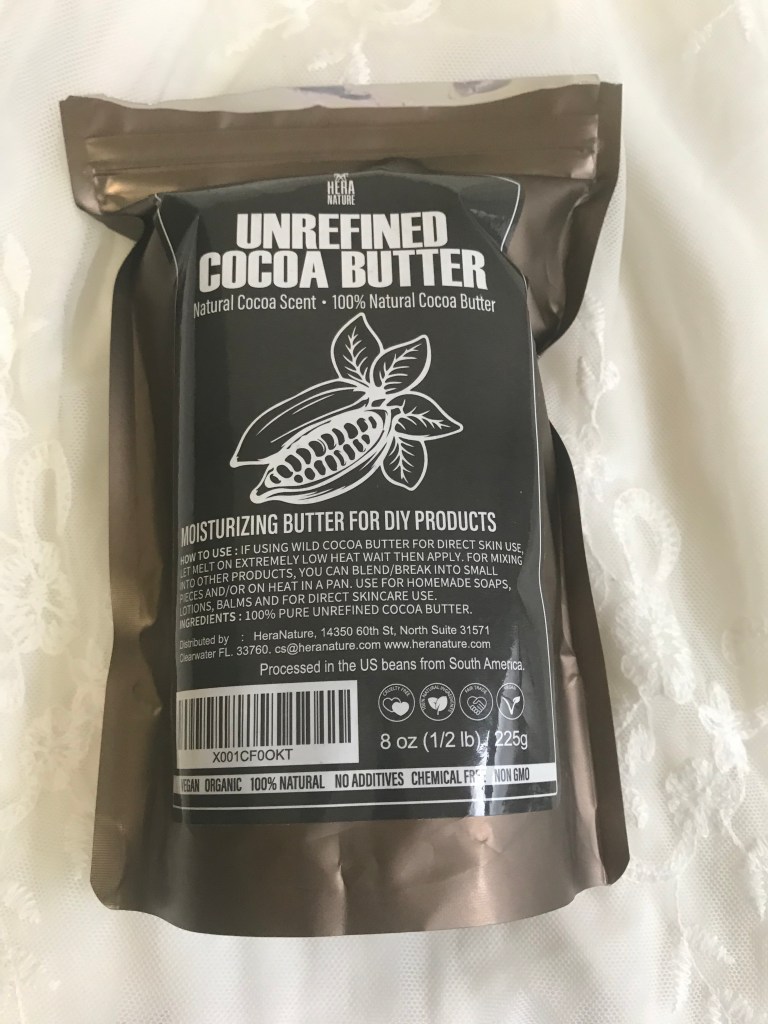 HERA
NATURE
UNREFINED
COCOA BUTTER
Natural Cocoa Scent • 100% Natural Cocoa Butter
MOISTURIZING BUTTER FOR DIY PRODUCTS
HOW TO USE : IF USING WILD COCOA BUTTER FOR DIRECT SKIN USE,
LET MELT ON EXTREMELY LOW HEAT WAIT THEN APPLY. FOR MIXING
INTO OTHER PRODUCTS, YOU CAN BLEND/BREAK INTO SMALL
PIECES AND/OR ON HEAT IN A PAN. USE FOR HOMEMADE SOAPS,
LOTIONS, BALMS AND FOR DIRECT SKINCARE USE.
INGREDIENTS : 100% PURE UNREFINED COCOA BUTTER.
Distributed by : HeraNature, 14350 60th St, North Suite 31571
Clearwater FL. 33760. cs@heranature.com www.heranature.com
Processed in the US beans from South America.
CRUELTY FREE
FAIR TRADE
8 oz (1/2 lb) / 225g
X001CF0OKT
VEGAN ORGANIC 100% NATURAL NO ADDITIVES CHEMICAL FREE NON GMO